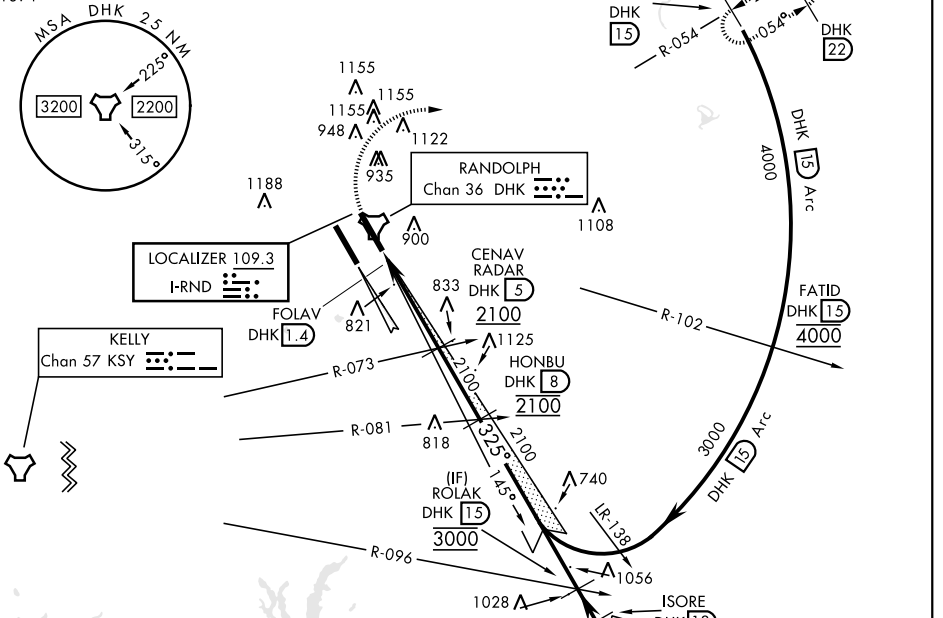 MSA DHK 25 NM
225°
3200
2200
315°
DHK
15
R-054
054°
DHK
22
1155
1155
1155
948
1122
935
1188
RANDOLPH
Chan 36 DHK
1108
900
DHK 15 Arc
4000
LOCALIZER 109.3
I-RND
CENAV
RADAR
DHK 5
2100
833
FOLAV
DHK 1.4
821
R-102
FATID
DHK 15
4000
KELLY
Chan 57 KSY
R-073
1125
2100
HONBU
DHK 8
2100
R-081
818
325°
2100
3000
DHK 15 Arc
145°
(IF)
ROLAK
DHK 15
3000
740
LR-138
R-096
1056
1028
ISORE